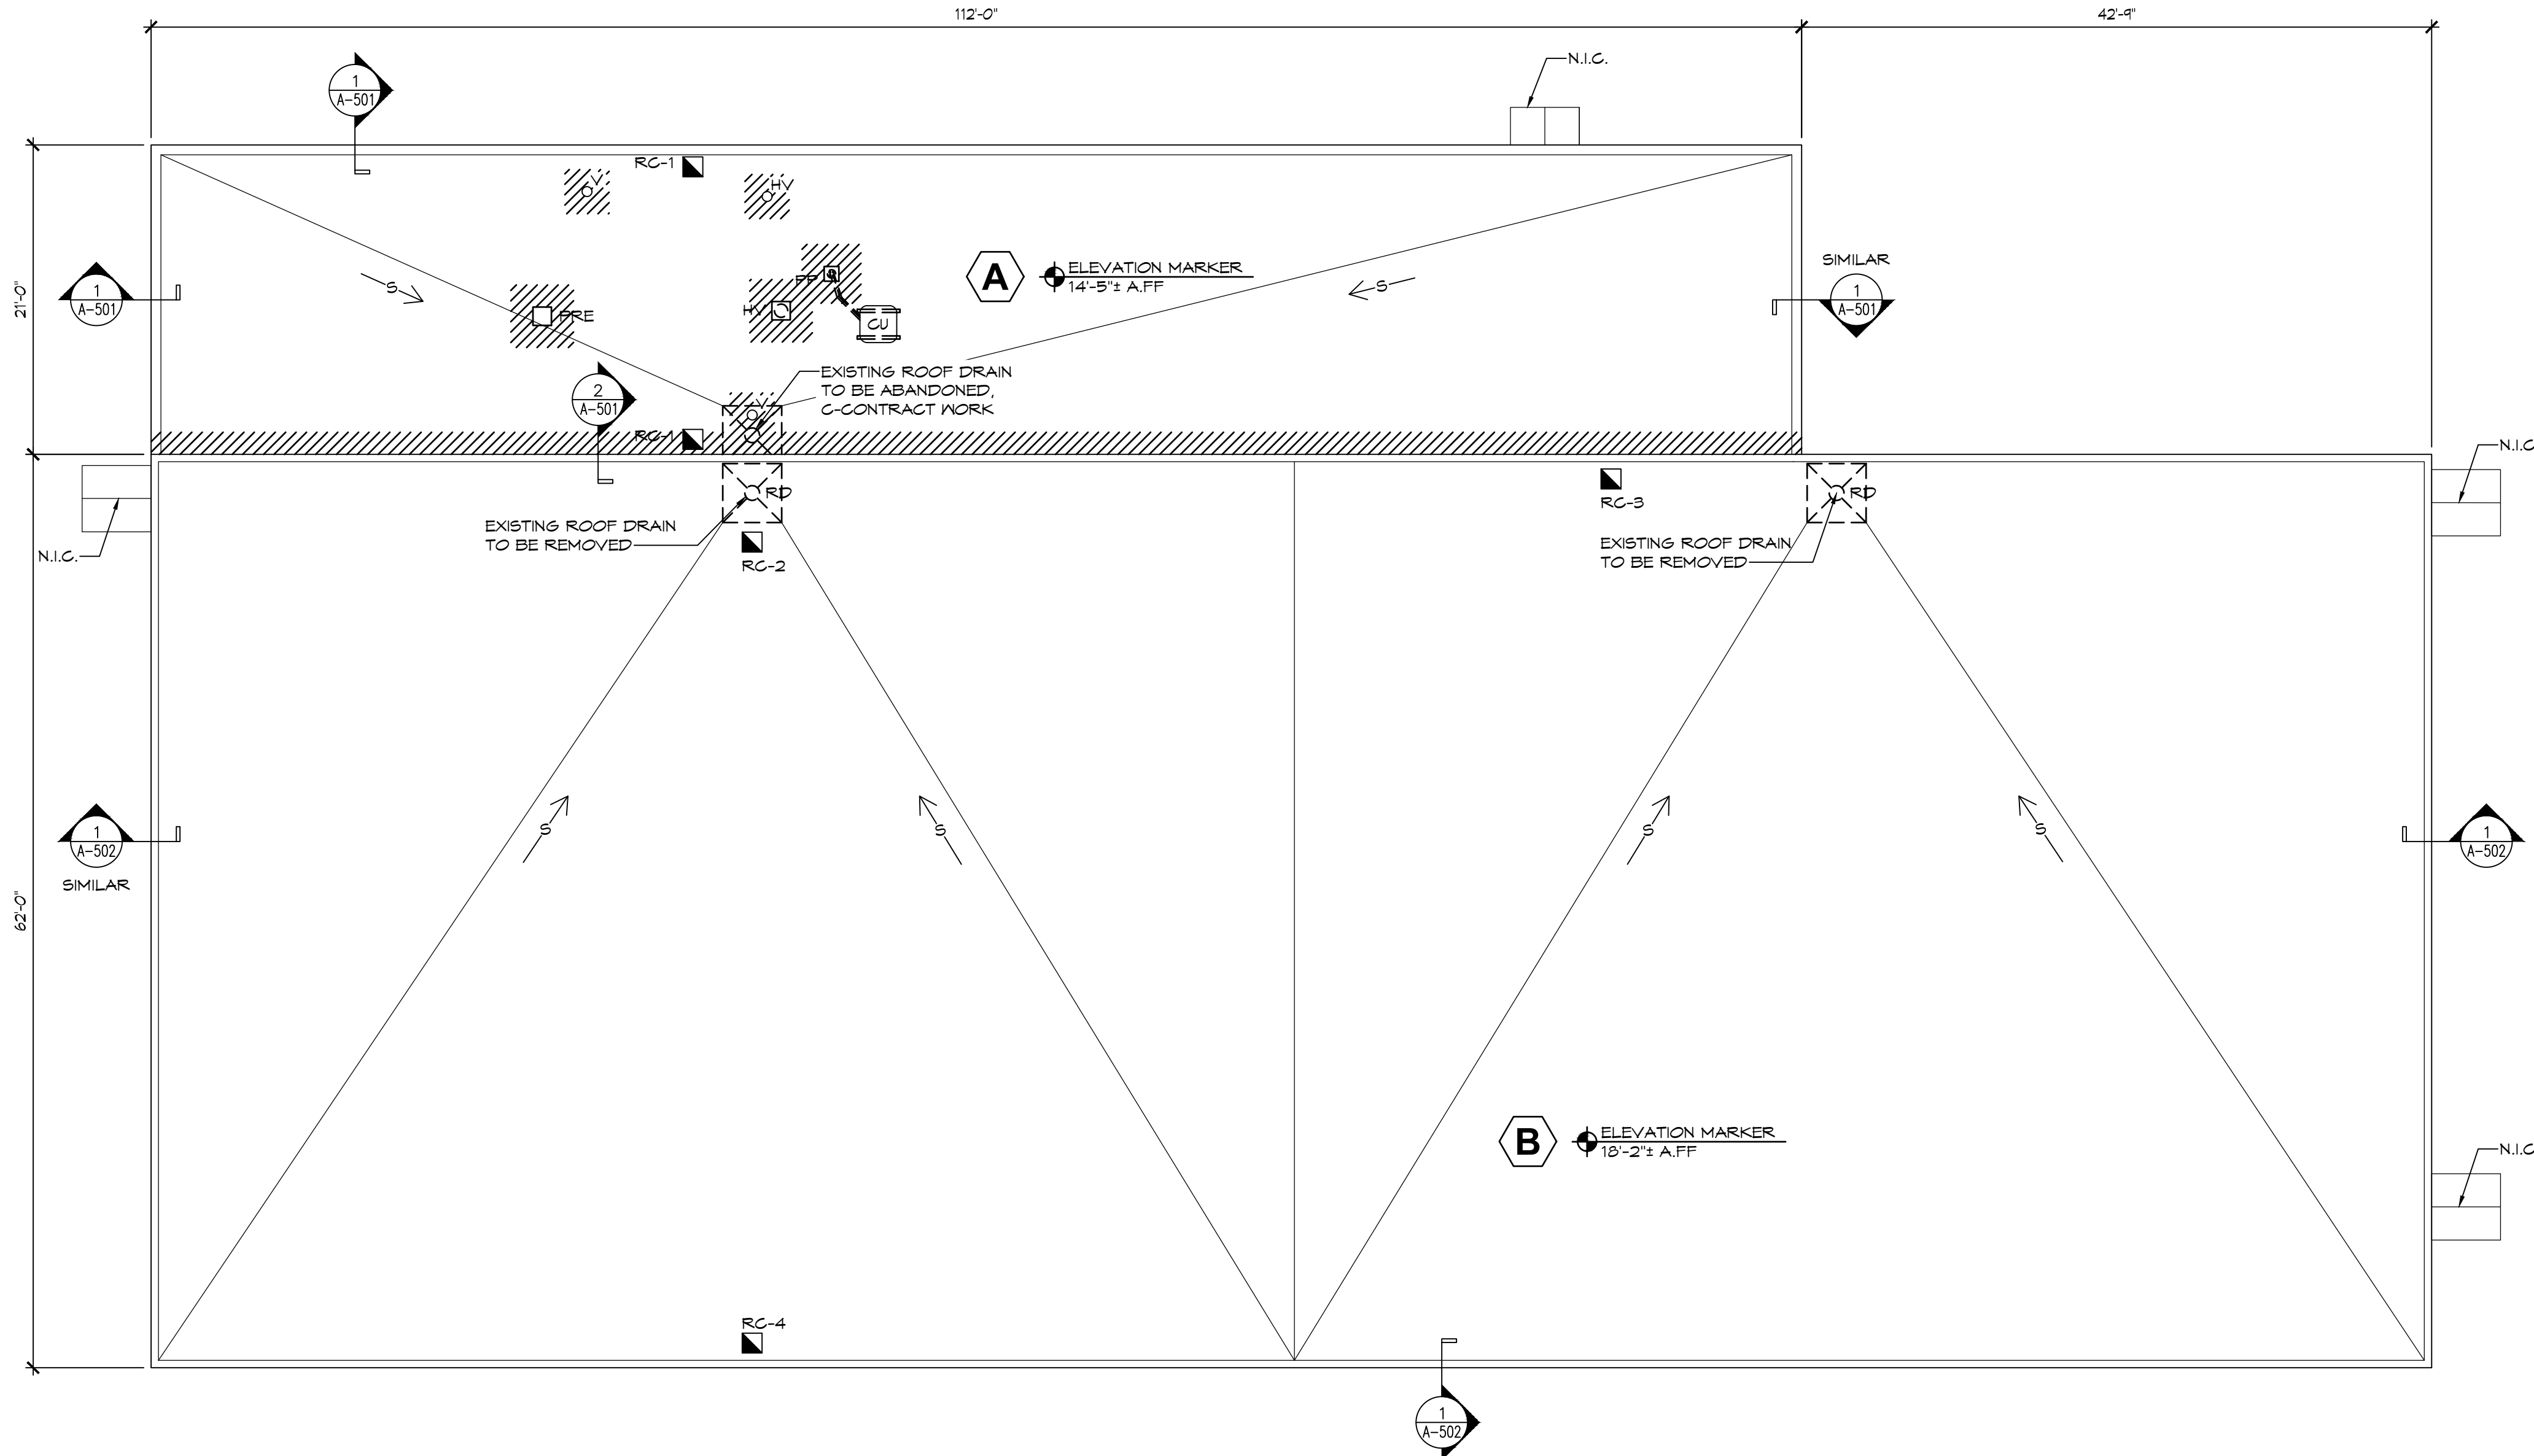 112'-0"
42'-9"
N.I.C.
1
A-501
RC-1
V
HV
21'-0"
1
A-501
S
A
ELEVATION MARKER
14'-5"± A.FF
S
SIMILAR
1
A-501
PRE
HV
PP
CU
EXISTING ROOF DRAIN
TO BE ABANDONED,
C-CONTRACT WORK
2
A-501
V
RC-1
N.I.C
RD
RC-3
RD
EXISTING ROOF DRAIN
TO BE REMOVED
N.I.C.
RC-2
EXISTING ROOF DRAIN
TO BE REMOVED
62'-0"
1
A-502
SIMILAR
S
S
S
S
1
A-502
B
ELEVATION MARKER
18'-2"± A.FF
N.I.C
RC-4
1
A-502